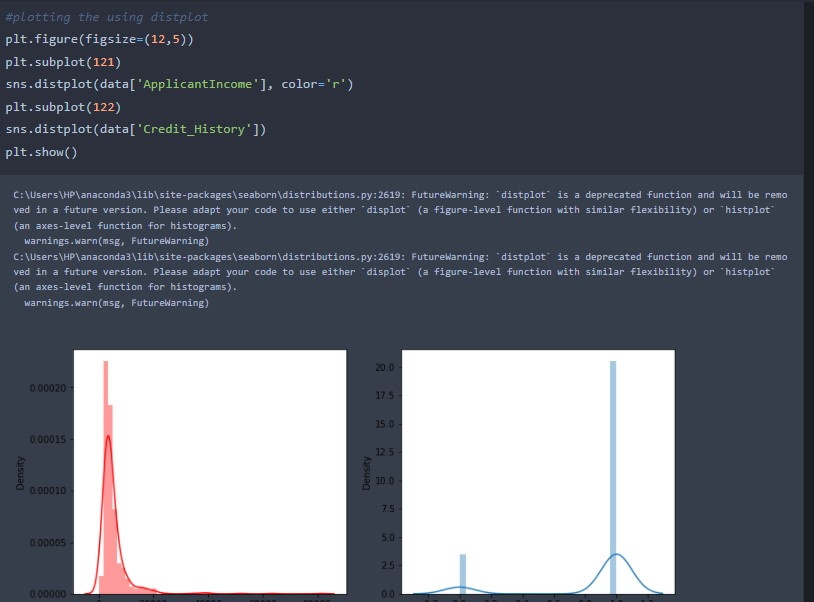 #plotting the using distplot
plt.figure(figsize=(12,5))
plt.subplot(121)
sns.distplot(data['ApplicantIncome'], color='r')
plt.subplot(122)
sns.distplot(data['Credit_History'])
plt.show()
C:\Users\HP\anaconda3\lib\site-packages\seaborn\distributions.py:2619: FutureWarning: `distplot` is a deprecated function and will be remo
ved in a future version. Please adapt your code to use either `displot` (a figure-level function with similar flexibility) or `histplot`
(an axes-level function for histograms).
warnings.warn(msg, FutureWarning)
C:\Users\HP\anaconda3\lib\site-packages\seaborn\distributions.py:2619: FutureWarning: `distplot` is a deprecated function and will be remo
ved in a future version. Please adapt your code to use either `displot` (a figure-level function with similar flexibility) or `histplot`
(an axes-level function for histograms).
warnings.warn(msg, FutureWarning)
0.00020
0.00015
0.00010
0.00005
0.00000
Density
20.0
17.5
15.0
12.5
10.0
7.5
5.0
2.5
0.0
Density